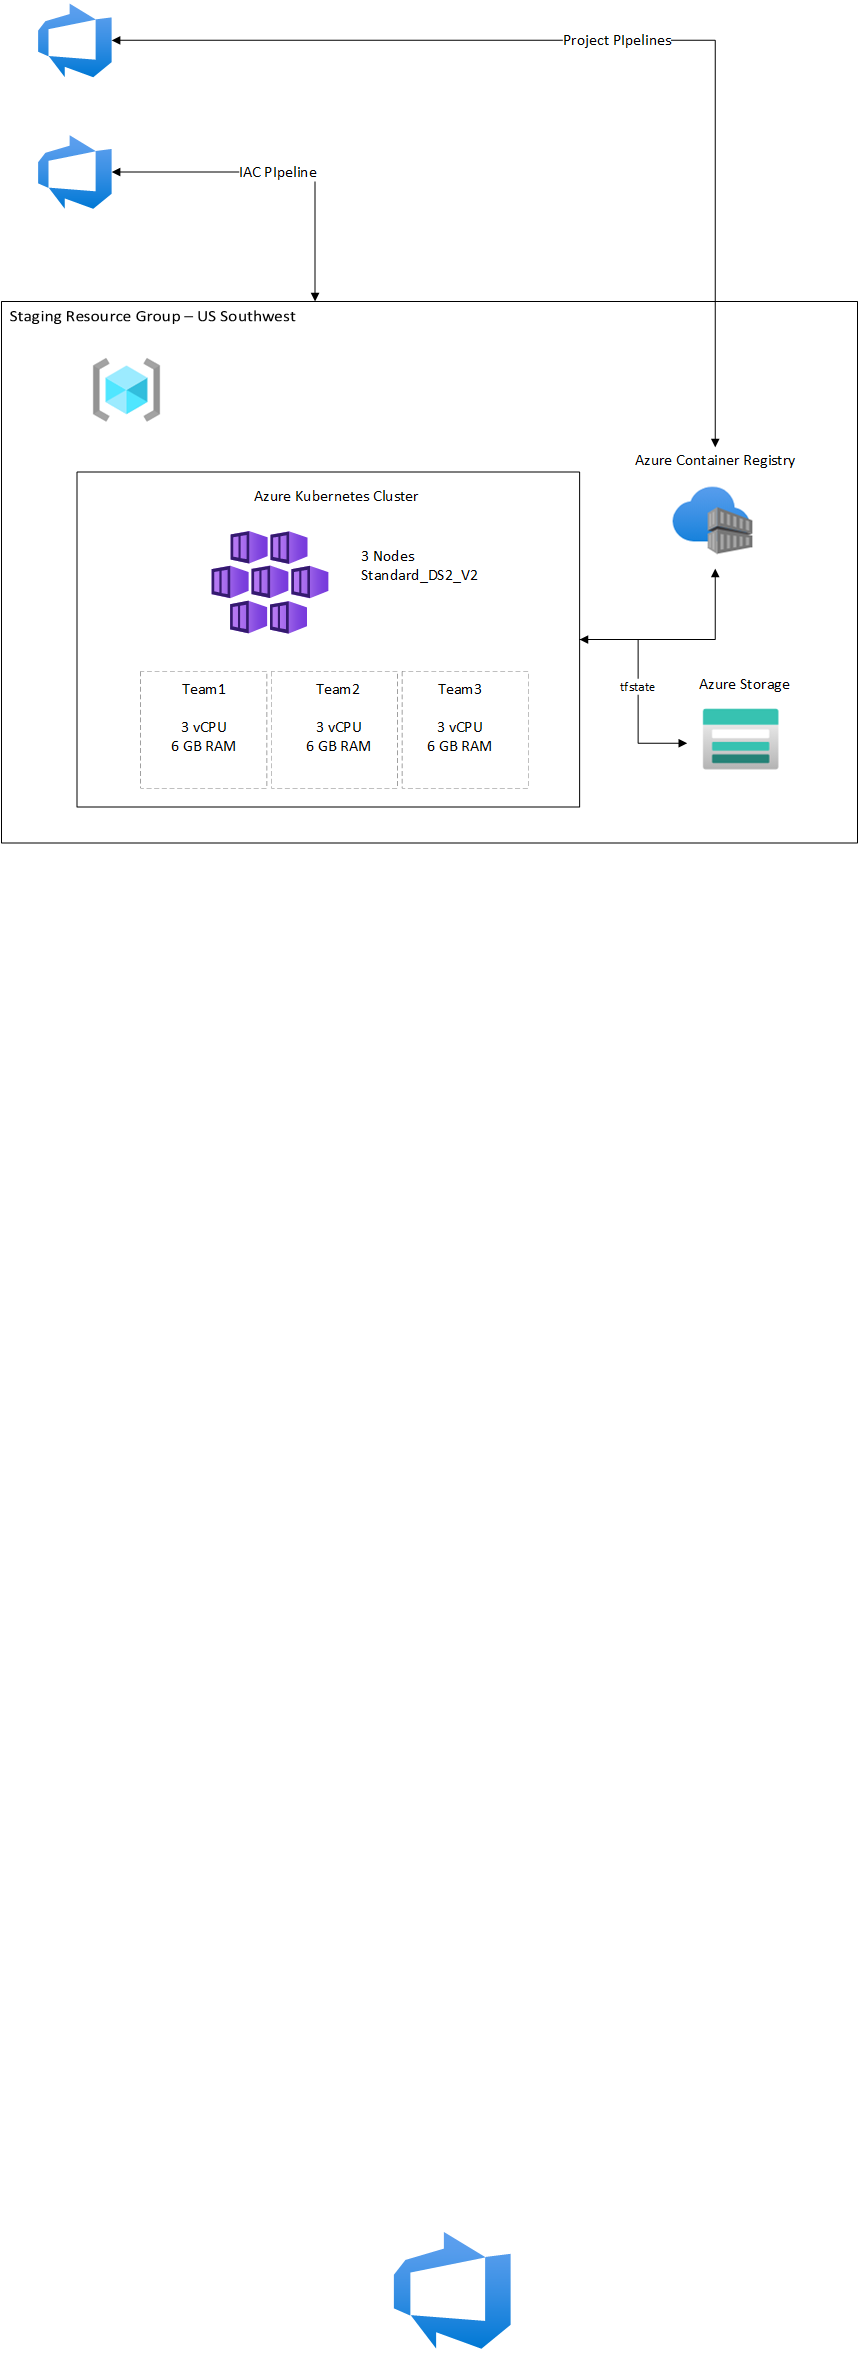 Project PIpelines
IAC PIpeline
Staging Resource Group – US Southwest
Azure Container Registry
Azure Kubernetes Cluster
3 Nodes
Standard_DS2_V2
Team1
3 vCPU
6 GB RAM
Team2
3 vCPU
6 GB RAM
Team3
3 vCPU
6 GB RAM
tfstate
Azure Storage